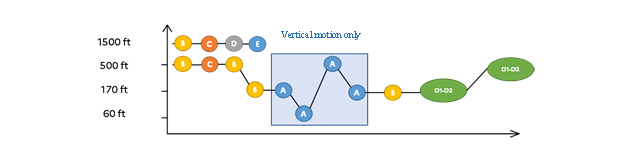 Vertical motion only
1500 ft S C D E
500 ft S C S A D1-D2
170 ft S A A S D1-D2
60 ft A